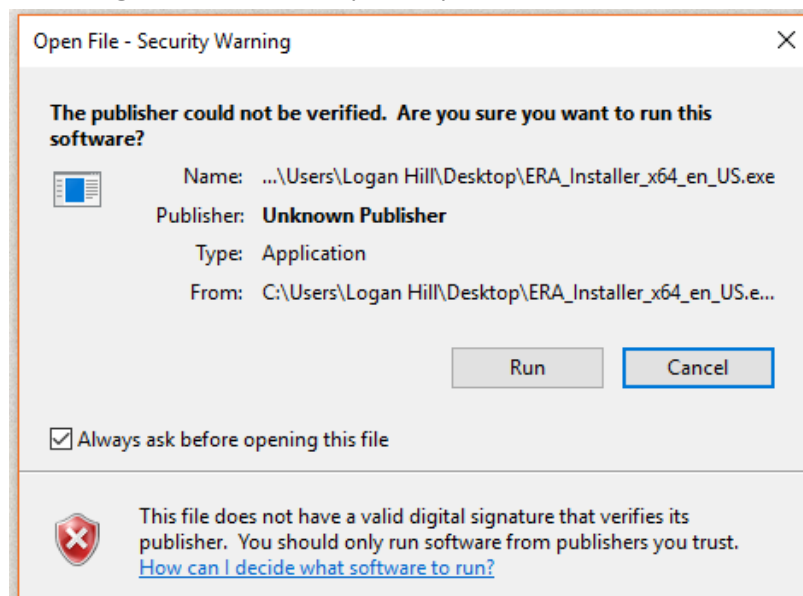 Open File - Security Warning
The publisher could not be verified. Are you sure you want to run this
software?
Name: ...\Users\Logan Hill\Desktop\ERA_Installer_x64_en_US.exe
Publisher: Unknown Publisher
Type: Application
From: C:\Users\Logan Hill\Desktop\ERA_Installer_x64_en_US.e...
Run Cancel
Always ask before opening this file
This file does not have a valid digital signature that verifies its
publisher. You should only run software from publishers you trust.
How can I decide what software to run?